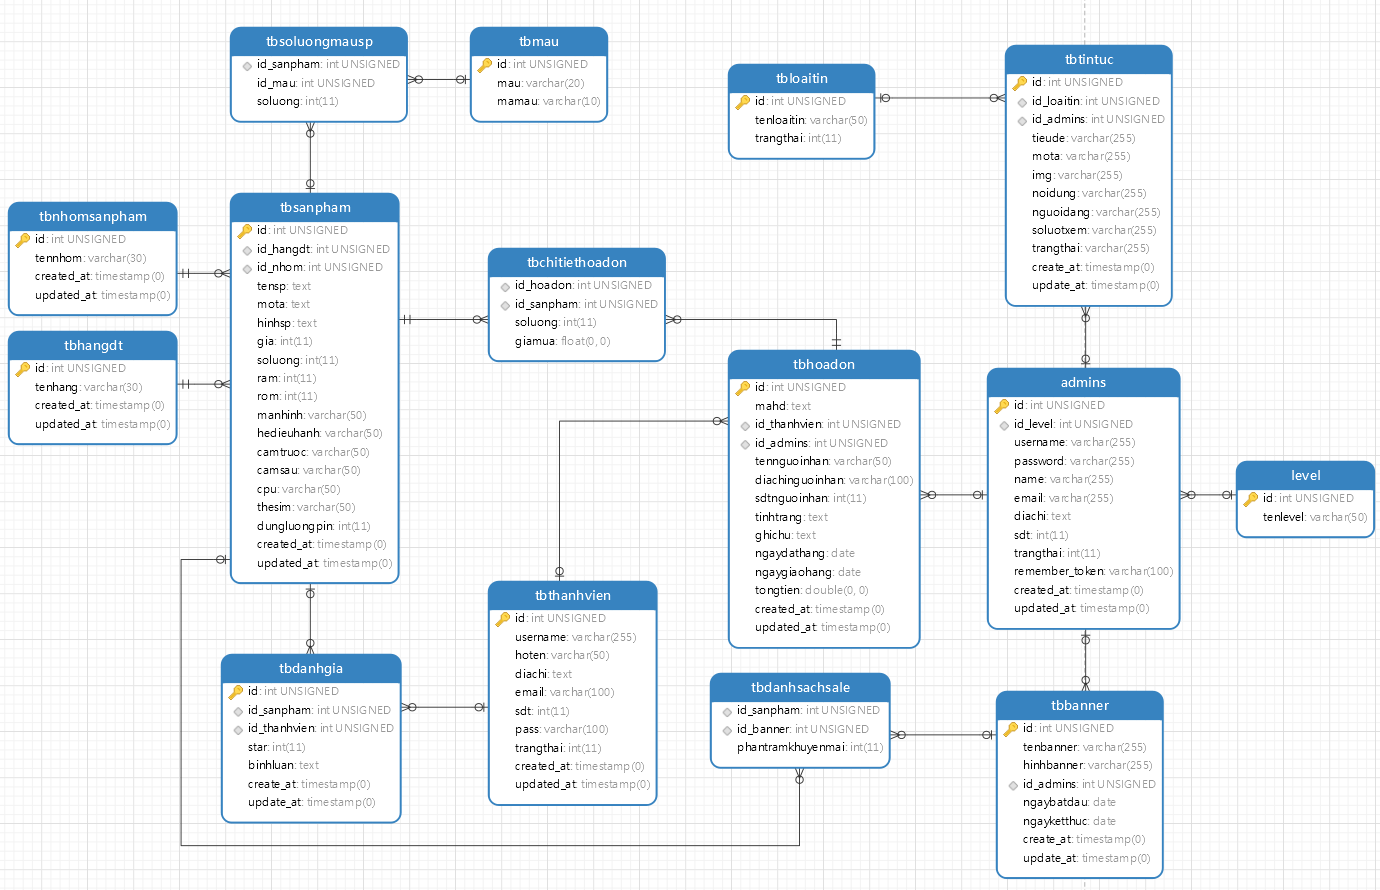 tbsoluongmausp
id_sanpham: int UNSIGNED
id_mau: int UNSIGNED
soluong: int(11)
tbmau
id: int UNSIGNED
mau: varchar(20)
mamau: varchar(10)
tbloaitin
id: int UNSIGNED
tenloaitin: varchar(50)
trangthai: int(11)
tbtintuc
id: int UNSIGNED
id_loaitin: int UNSIGNED
id_admins: int UNSIGNED
tieude: varchar(255)
mota: varchar(255)
img: varchar(255)
noidung: varchar(255)
nguoidang: varchar(255)
soluotxem: varchar(255)
trangthai: varchar(255)
create_at: timestamp(0)
update_at: timestamp(0)
tbnhomsanpham
id: int UNSIGNED
tennhom: varchar(30)
created_at: timestamp(0)
updated_at: timestamp(0)
tbhangdt
id: int UNSIGNED
tenhang: varchar(30)
created_at: timestamp(0)
updated_at: timestamp(0)
tbsanpham
id: int UNSIGNED
id_hangdt: int UNSIGNED
id_nhom: int UNSIGNED
tensp: text
mota: text
hinhsp: text
gia: int(11)
soluong: int(11)
ram: int(11)
rom: int(11)
manhinh: varchar(50)
hedieuhanh: varchar(50)
camtruoc: varchar(50)
camsau: varchar(50)
cpu: varchar(50)
thesim: varchar(50)
dungluongpin: int(11)
created_at: timestamp(0)
updated_at: timestamp(0)
tbchitiethoadon
id_hoadon: int UNSIGNED
id_sanpham: int UNSIGNED
soluong: int(11)
giamua: float(0, 0)
tbhoadon
id: int UNSIGNED
mahd: text
id_thanhvien: int UNSIGNED
id_admins: int UNSIGNED
tennguoinhan: varchar(50)
diachinguoinhan: varchar(100)
sdtnguoinhan: int(11)
tinhtrang: text
ghichu: text
ngaydathang: date
ngaygiaohang: date
tongtien: double(0, 0)
created_at: timestamp(0)
updated_at: timestamp(0)
admins
id: int UNSIGNED
id_level: int UNSIGNED
username: varchar(255)
password: varchar(255)
name: varchar(255)
email: varchar(255)
diachi: text
sdt: int(11)
trangthai: int(11)
remember_token: varchar(100)
created_at: timestamp(0)
updated_at: timestamp(0)
level
id: int UNSIGNED
tenlevel: varchar(50)
tbdanhgia
id: int UNSIGNED
id_sanpham: int UNSIGNED
id_thanhvien: int UNSIGNED
star: int(11)
binhluan: text
create_at: timestamp(0)
update_at: timestamp(0)
tbthanhvien
id: int UNSIGNED
username: varchar(255)
hoten: varchar(50)
diachi: text
email: varchar(100)
sdt: int(11)
pass: varchar(100)
trangthai: int(11)
created_at: timestamp(0)
updated_at: timestamp(0)
tbdanhsachsale
id_sanpham: int UNSIGNED
id_banner: int UNSIGNED
phantramkhuyenmai: int(11)
tbbanner
id: int UNSIGNED
tenbanner: varchar(255)
hinhbanner: varchar(255)
id_admins: int UNSIGNED
ngaybatdau: date
ngayketthuc: date
create_at: timestamp(0)
update_at: timestamp(0)